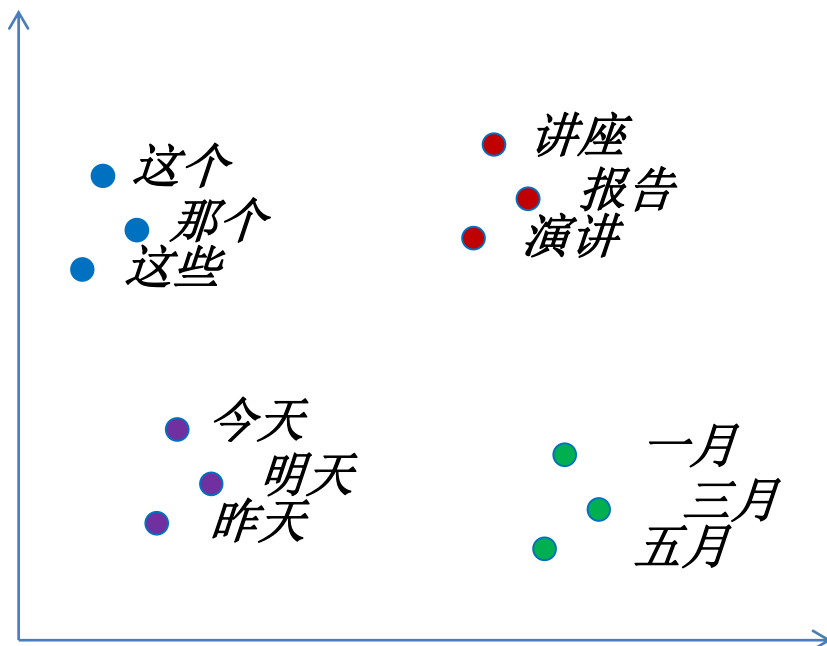 这个
那个
这些
讲座
报告
演讲
今天
明天
昨天
一月
三月
五月